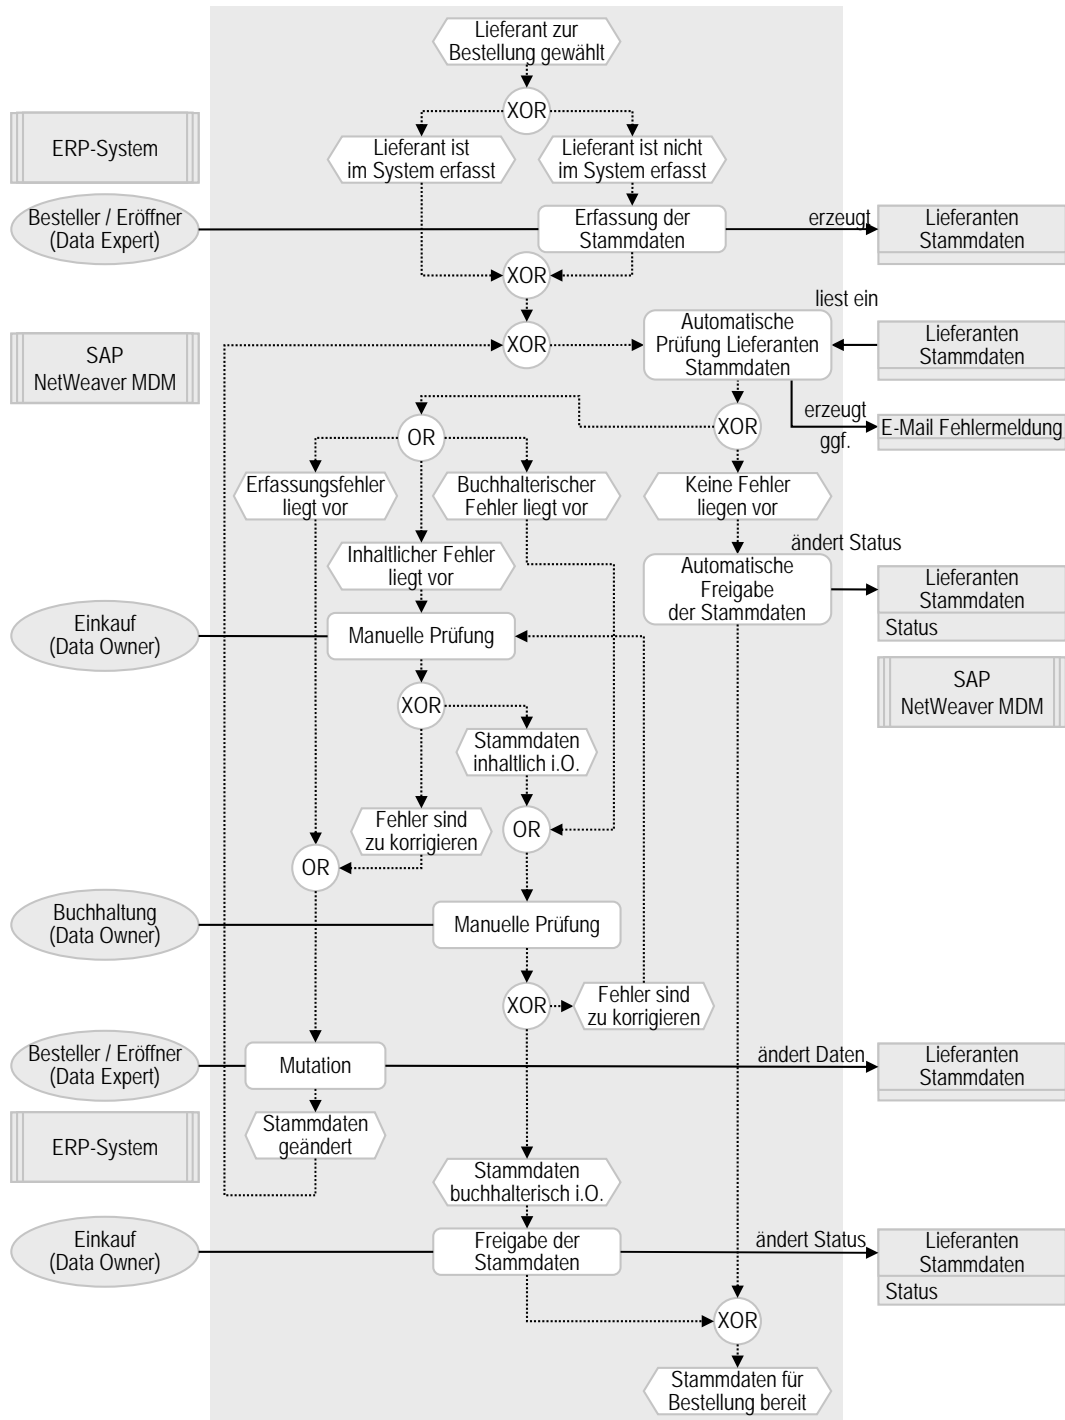 Lieferant zur
Bestellung gewählt
XOR
ERP-System
Lieferant ist
im System erfasst
Lieferant ist nicht
im System erfasst
Besteller / Eröffner
(Data Expert)
Erfassung der
Stammdaten
erzeugt
Lieferanten
Stammdaten
XOR
liest ein
SAP
NetWeaver MDM
XOR
Automatische
Prüfung Lieferanten
Stammdaten
Lieferanten
Stammdaten
erzeugt
ggf.
E-Mail Fehlermeldung
OR
XOR
Erfassungsfehler
liegt vor
Buchhalterischer
Fehler liegt vor
Keine Fehler
liegen vor
Inhaltlicher Fehler
liegt vor
ändert Status
Automatische
Freigabe
der Stammdaten
Lieferanten
Stammdaten
Status
Einkauf
(Data Owner)
Manuelle Prüfung
SAP
NetWeaver MDM
XOR
Stammdaten
inhaltlich i.O.
Fehler sind
zu korrigieren
OR
OR
Buchhaltung
(Data Owner)
Manuelle Prüfung
XOR
Fehler sind
zu korrigieren
Besteller / Eröffner
(Data Expert)
Mutation
ändert Daten
Lieferanten
Stammdaten
ERP-System
Stammdaten
geändert
Stammdaten
buchhalterisch i.O.
Einkauf
(Data Owner)
Freigabe der
Stammdaten
ändert Status
Lieferanten
Stammdaten
Status
XOR
Stammdaten für
Bestellung bereit